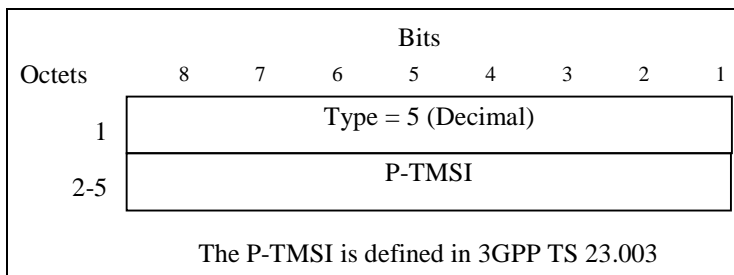 Bits
Octets 8 7 6 5 4 3 2 1
1 Type = 5 (Decimal)
2-5 P-TMSI
The P-TMSI is defined in 3GPP TS 23.003